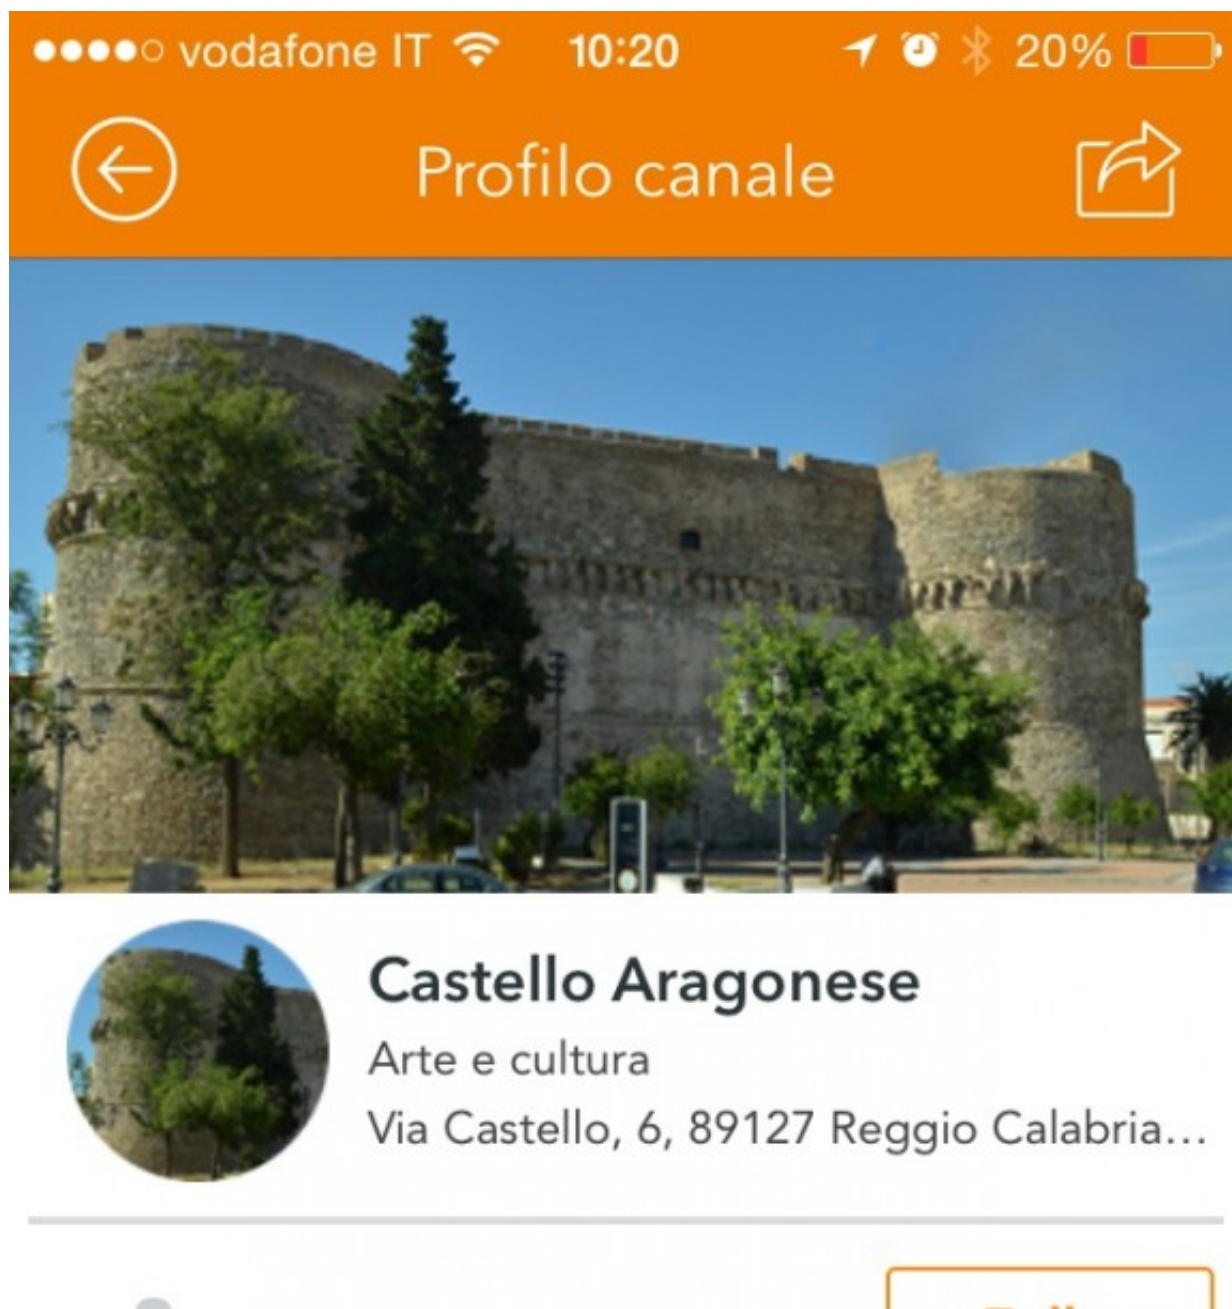 vodafone IT 10:20 20%
Profilo canale
Castello Aragonese
Arte e cultura
Via Castello, 6, 89127 Reggio Calabria...